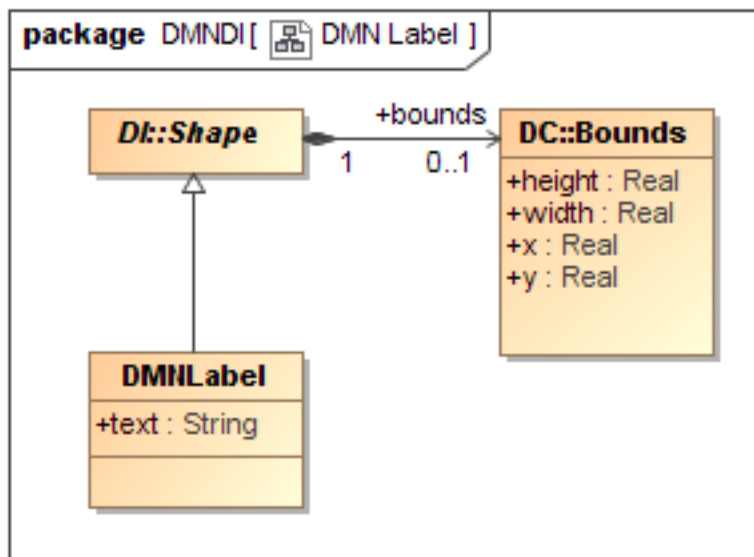 package DMNDI[ DMN Label ]
DI::Shape
+bounds
1
0..1
DC::Bounds
+height : Real
+width : Real
+x : Real
+y : Real
DMNLabel
+text : String